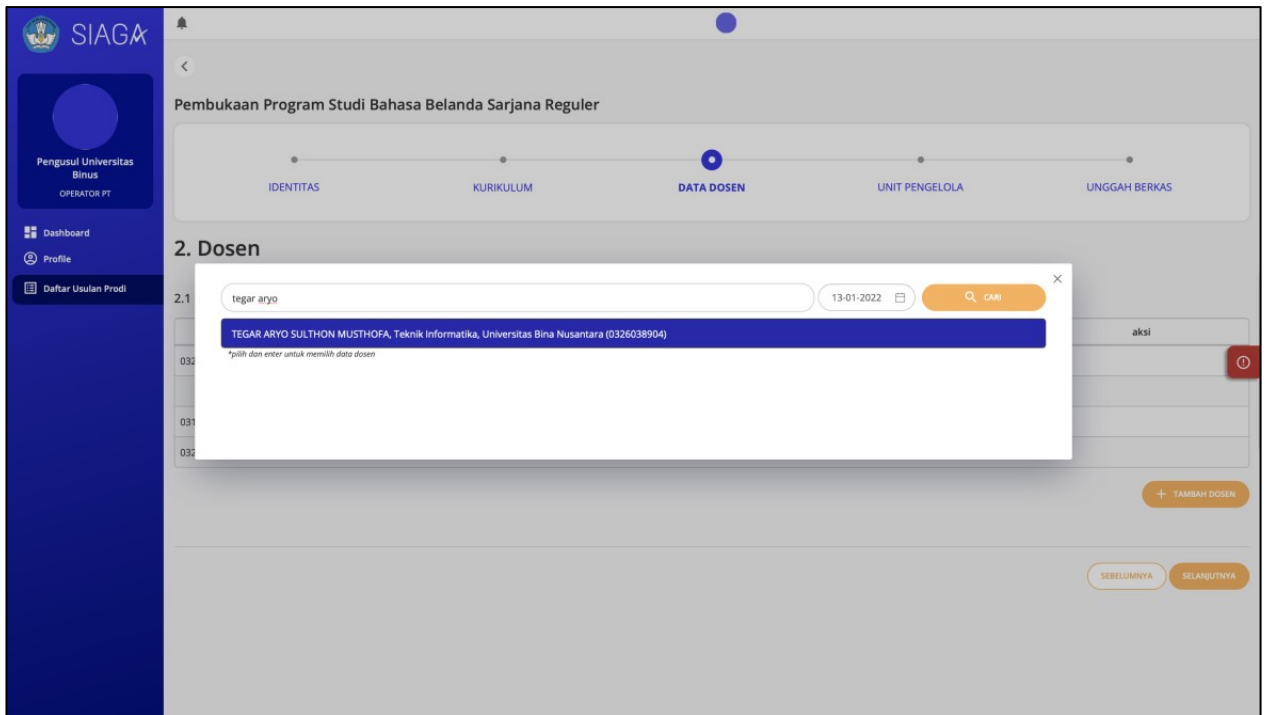 SIAGA
Pengusul Universitas
Binus
OPERATOR PT
Dashboard
Profile
Daftar Usulan Prodi
Pembukaan Program Studi Bahasa Belanda Sarjana Reguler
IDENTITAS
KURIKULUM
DATA DOSEN
UNIT PENGELOLA
UNGGAH BERKAS
2. Dosen
2.1
tegar aryo
13-01-2022
CARI
TEGAR ARYO SULTHON MUSTHOFA, Teknik Informatika, Universitas Bina Nusantara (0326038904)
*pilih dan enter untuk memilih data dosen
aksi
032
031
032
+ TAMBAH DOSEN
SEBELUMNYA
SELANJUTNYA